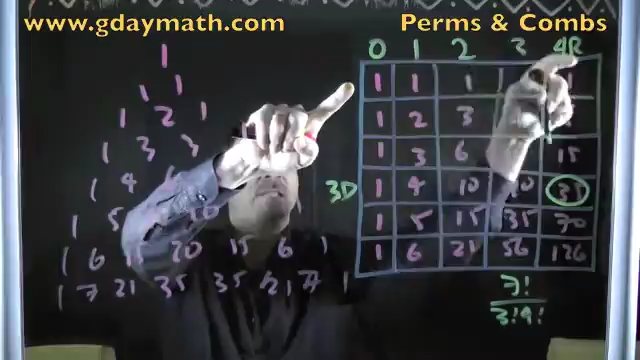 www.gdaymath.com Perms & Combs
0 1 2 3 4R
1
1 1
1 2 1
1 3 3
1 4 6
1 5 10
1 6 15 20 15 6 1
1 7 21 35 35 21 7 1
1 1 1 1
1 2 3
1 3 6 15
3D 1 4 10 35
1 5 15 35 70
1 6 21 56 126
7!
3!4!